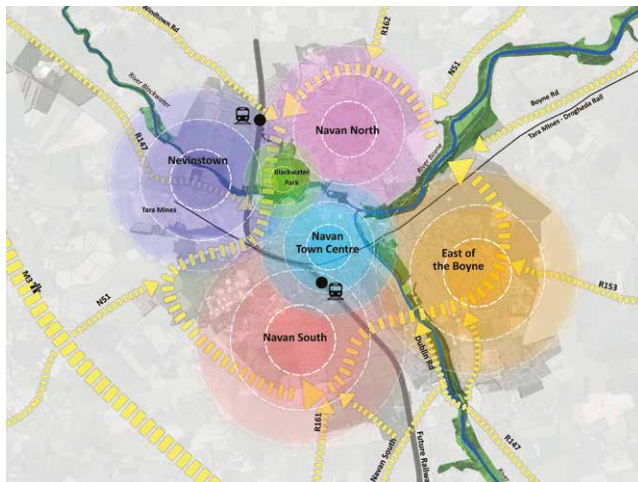 Windtown Rd
R162
N51
River Blackwater
Boyne Rd
Tara Mines - Drogheda Rail
R147
Navan North
River Boyne
Nevinstown
Blackwater
Park
Tara Mines
Navan
Town Centre
East of
the Boyne
M3
N51
R153
Navan South
Dublin Rd
R161
Navan South
Future Railway
R147
River